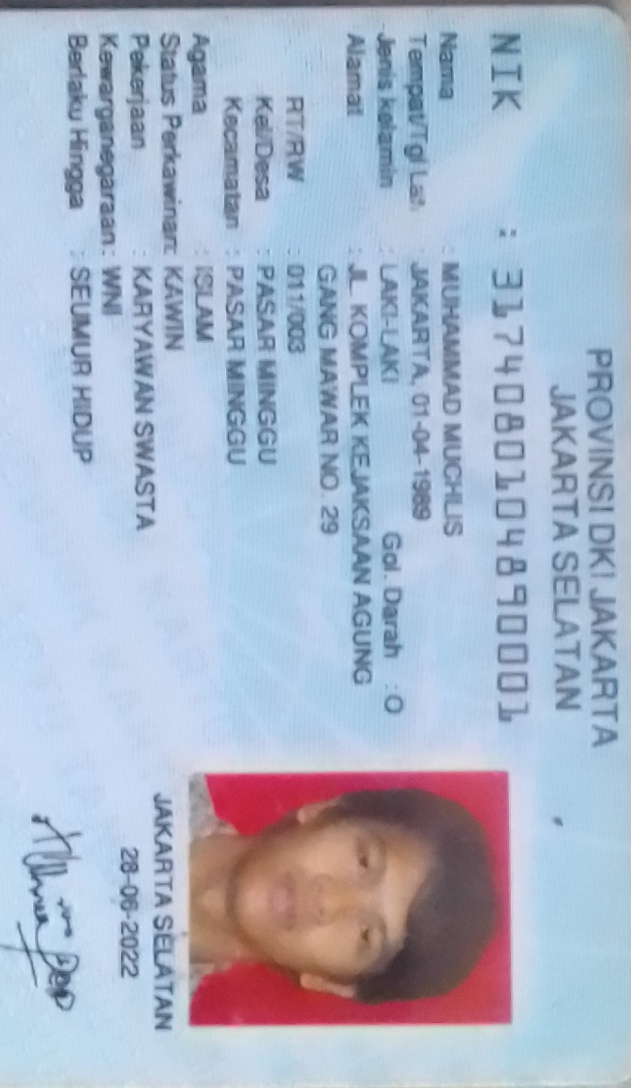 PROVINSI DKI JAKARTA
JAKARTA SELATAN
NIK : 3174080104890001
Nama : MUHAMMAD MUCHLIS
Tempat/Tgl Lah : JAKARTA, 01-04-1989
Jenis kelamin : LAKI-LAKI Gol. Darah : O
Alamat : JL. KOMPLEK KEJAKSAAN AGUNG
GANG MAWAR NO. 29
RT/RW : 011/003
Kel/Desa : PASAR MINGGU
Kecamatan : PASAR MINGGU
Agama : ISLAM
Status Perkawinan: KAWIN
Pekerjaan : KARYAWAN SWASTA
Kewarganegaraan : WNI
Berlaku Hingga : SEUMUR HIDUP
JAKARTA SELATAN
28-06-2022